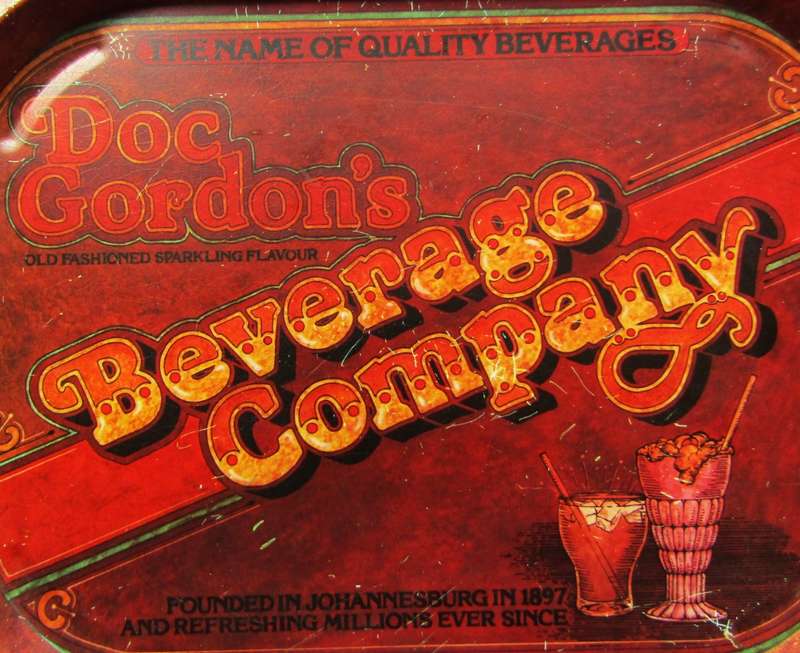 THE NAME OF QUALITY BEVERAGES
Doc
Gordon's
OLD FASHIONED SPARKLING FLAVOUR
Beverage
Company
FOUNDED IN JOHANNESBURG IN 1897
AND REFRESHING MILLIONS EVER SINCE